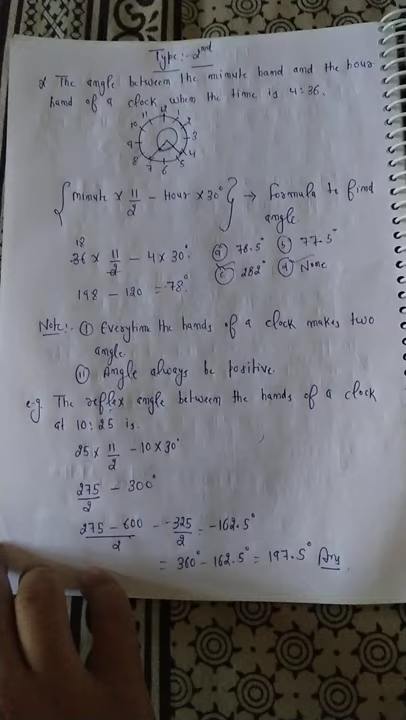 Type:- 2nd
The angle between the minute hand and the hour
hand of a clock when the time is 4:36.
12
11 1
10 2
9 3
8 4
7 6 5
{minute × 11/2 - Hour × 30°} → Formula to find
angle
18
36 × 11/2 - 4 × 30° (a) 78.5° (b) 77.5°
198 - 120 = 78° (c) 282° (d) None
Note:- (i) Everytime the hands of a clock makes two
angle.
(ii) Angle always be positive.
e.g. The reflex angle between the hands of a clock
at 10:25 is.
25 × 11/2 - 10 × 30°
275/2 - 300°
275 - 600/2 - -325/2 = -162.5°
= 360° - 162.5° = 197.5° Ans.